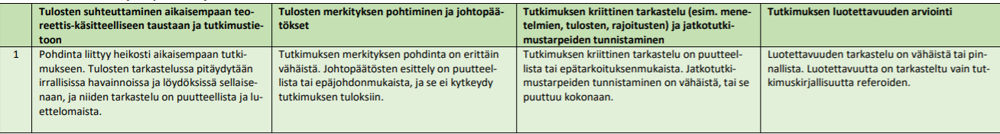 Tulosten suhteuttaminen aikaisempaan teo-
reettis-käsitteelliseen taustaan ja tutkimustie-
toon
Tulosten merkityksen pohtiminen ja johtopää-
tökset
Tutkimuksen kriittinen tarkastelu (esim. mene-
telmien, tulosten, rajoitusten) ja jatkotutki-
mustarpeiden tunnistaminen
Tutkimuksen luotettavuuden arviointi
1
Pohdinta liittyy heikosti aikaisempaan tutki-
mukseen. Tulosten tarkastelussa pitäydytään
irrallisissa havainnoissa ja löydöksissä sellaise-
naan, ja niiden tarkastelu on puutteellista ja lu-
ettelomaista.
Tutkimuksen merkityksen pohdinta on erittäin
vähäistä. Johtopäätösten esittely on puutteel-
lista tai epäjohdonmukaista, ja se ei kytkeydy
tutkimuksen tuloksiin.
Tutkimuksen kriittinen tarkastelu on puutteel-
lista tai epätarkoituksenmukaista. Jatkotutki-
mustarpeiden tunnistaminen on vähäistä, tai se
puuttuu kokonaan.
Luotettavuuden tarkastelu on vähäistä tai pin-
nallista. Luotettavuutta on tarkasteltu vain tut-
kimuskirjallisuutta referoiden.